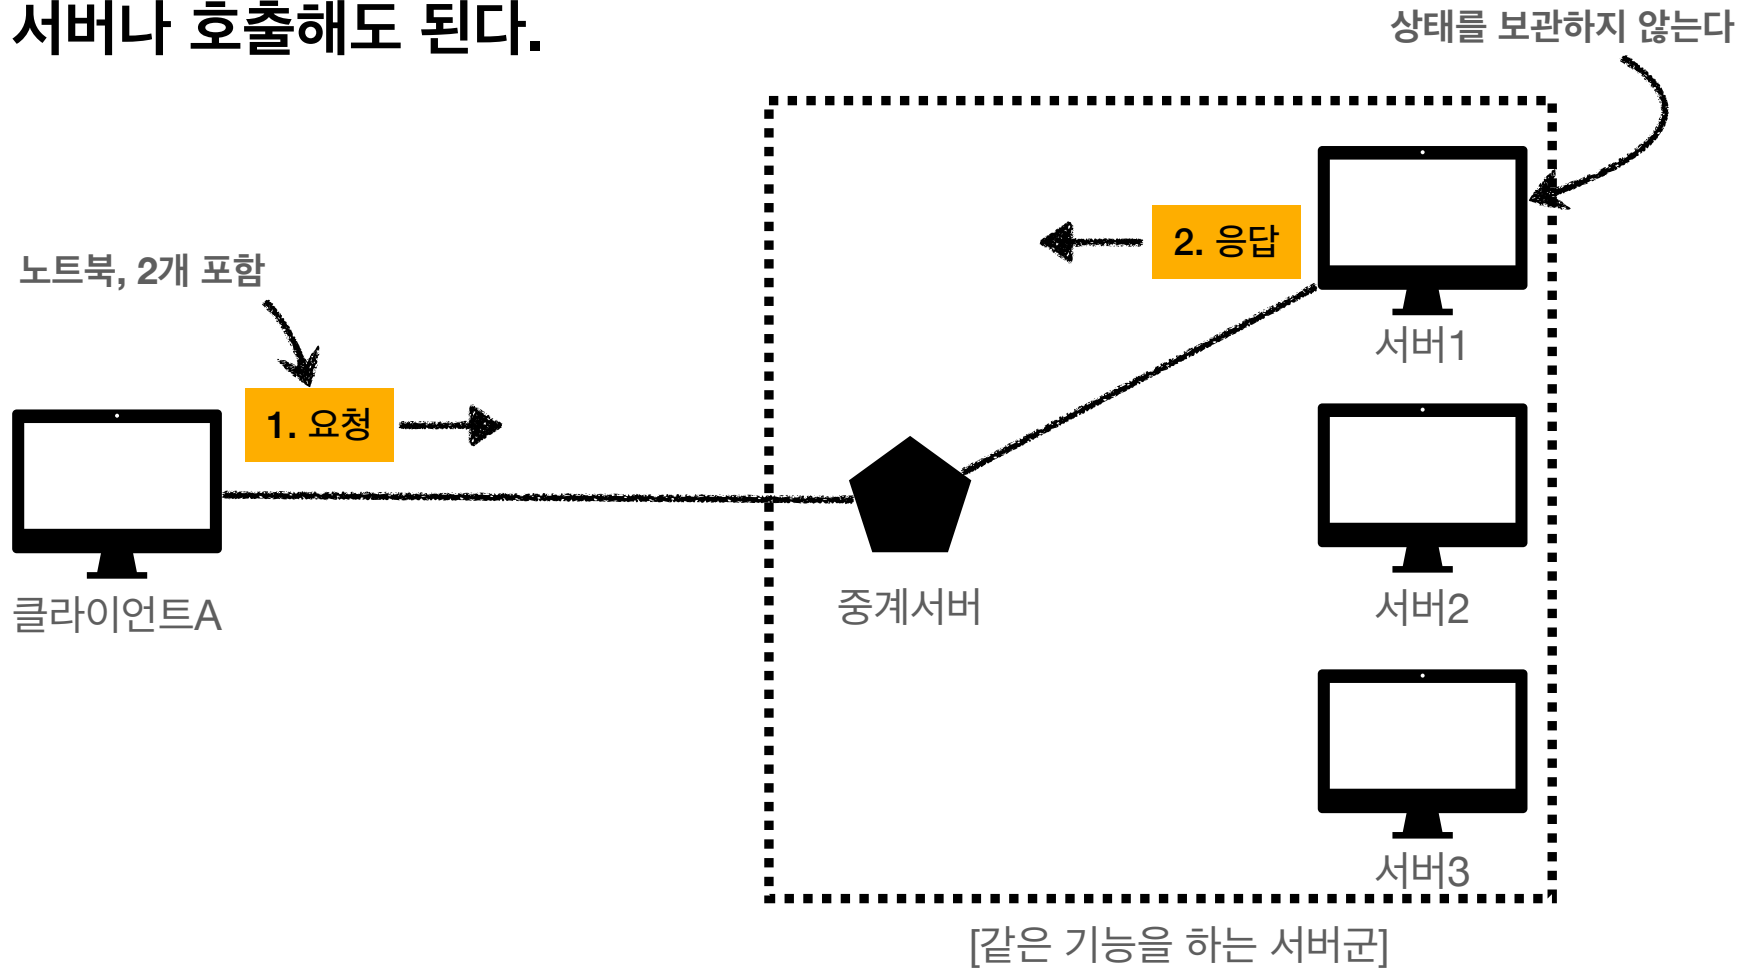 서버나 호출해도 된다.
상태를 보관하지 않는다
2. 응답
노트북, 2개 포함
서버1
1. 요청
클라이언트A
중계서버
서버2
서버3
[같은 기능을 하는 서버군]